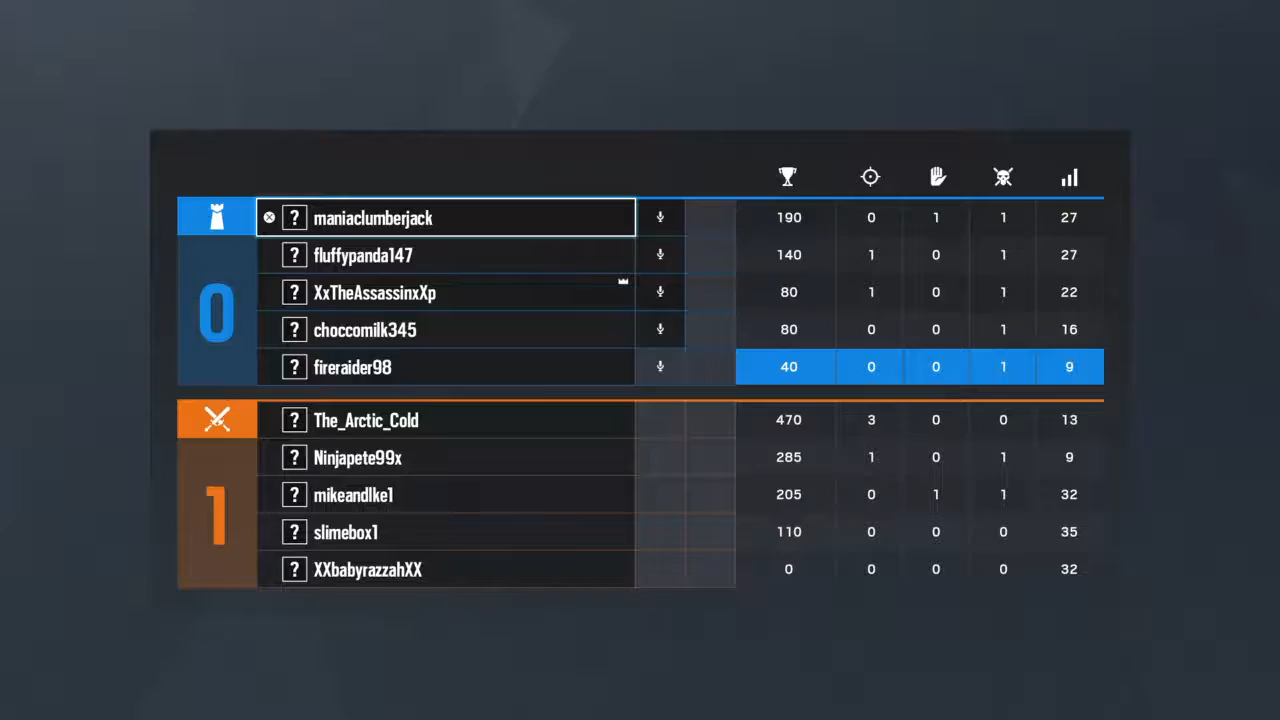 ? maniaclumberjack 190 0 1 1 27
? fluffypanda147 140 1 0 1 27
0
? XxTheAssassinxXp 80 1 0 1 22
? choccomilk345 80 0 0 1 16
? fireraider98 40 0 0 1 9
? The_Arctic_Cold 470 3 0 0 13
? Ninjapete99x 285 1 0 1 9
1
? mikeandIke1 205 0 1 1 32
? slimebox1 110 0 0 0 35
? XXbabyrazzahXX 0 0 0 0 32